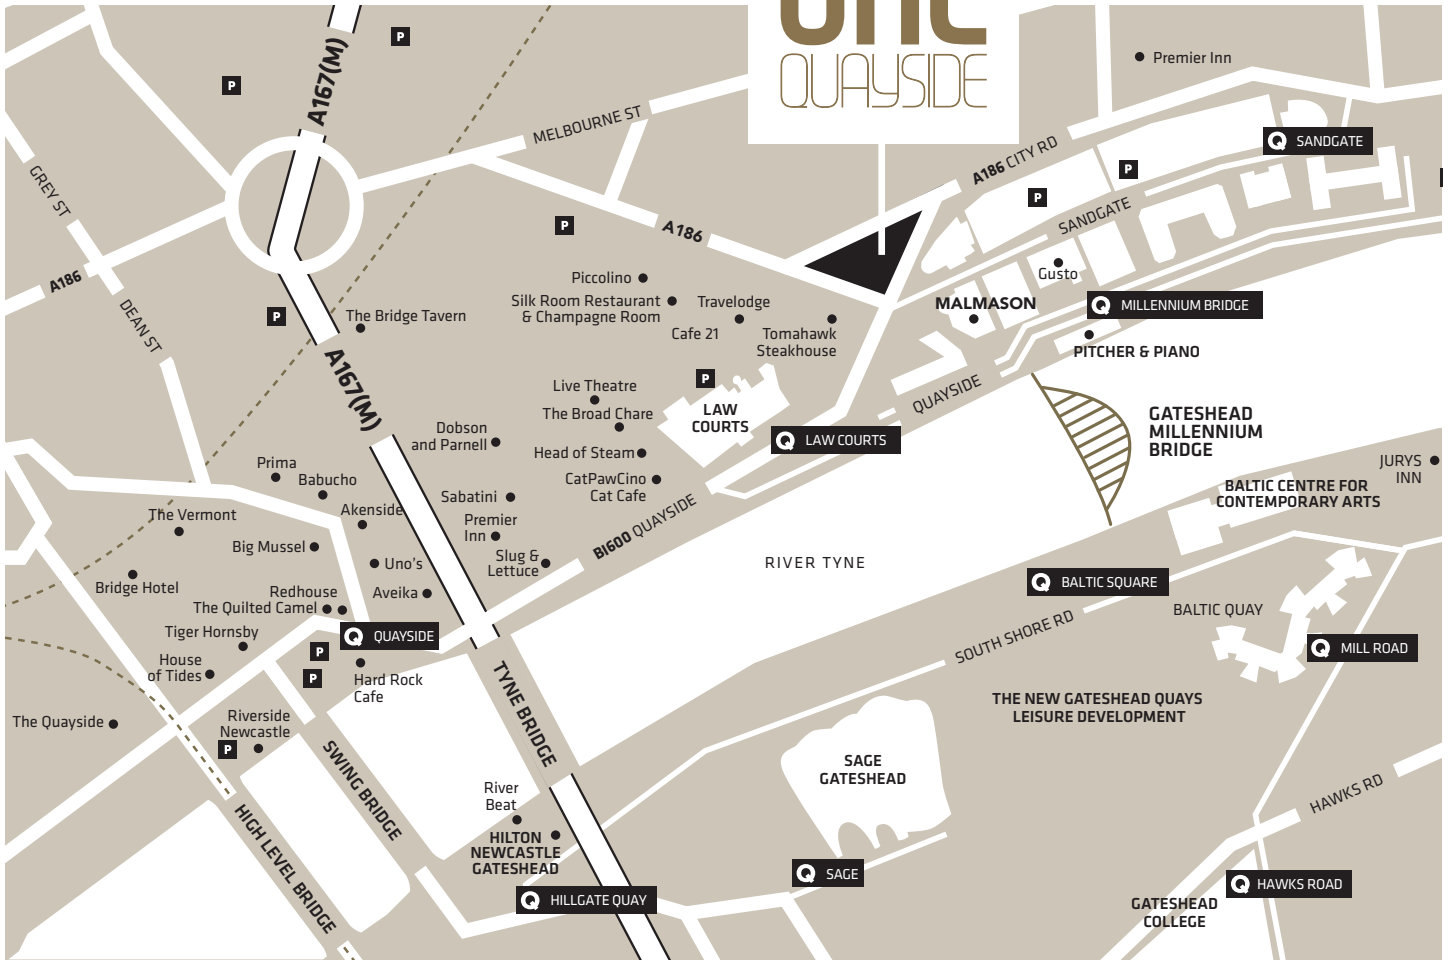 one
QUAYSIDE
P
P
P
P
P
P
P
P
P
P
A167(M)
MELBOURNE ST
Premier Inn
A186 CITY RD
Q SANDGATE
SANDGATE
GREY ST
A186
A186
DEAN ST
The Bridge Tavern
A167(M)
Piccolino
Silk Room Restaurant
& Champagne Room
Travelodge
Cafe 21
Tomahawk
Steakhouse
Gusto
MALMASON
Q MILLENNIUM BRIDGE
PITCHER & PIANO
QUAYSIDE
Live Theatre
The Broad Chare
LAW
COURTS
Q LAW COURTS
Dobson
and Parnell
Head of Steam
CatPawCino
Cat Cafe
GATESHEAD
MILLENNIUM
BRIDGE
JURYS
INN
BALTIC CENTRE FOR
CONTEMPORARY ARTS
Prima
Babucho
Akenside
Sabatini
Premier
Inn
Slug &
Lettuce
BI600 QUAYSIDE
The Vermont
Big Mussel
Uno's
Bridge Hotel
Redhouse
The Quilted Camel
Aveika
RIVER TYNE
Q BALTIC SQUARE
BALTIC QUAY
SOUTH SHORE RD
Q MILL ROAD
Tiger Hornsby
Q QUAYSIDE
House
of Tides
Hard Rock
Cafe
The Quayside
Riverside
Newcastle
TYNE BRIDGE
SWING BRIDGE
HIGH LEVEL BRIDGE
THE NEW GATESHEAD QUAYS
LEISURE DEVELOPMENT
SAGE
GATESHEAD
River
Beat
HILTON
NEWCASTLE
GATESHEAD
Q HILLGATE QUAY
Q SAGE
HAWKS RD
Q HAWKS ROAD
GATESHEAD
COLLEGE